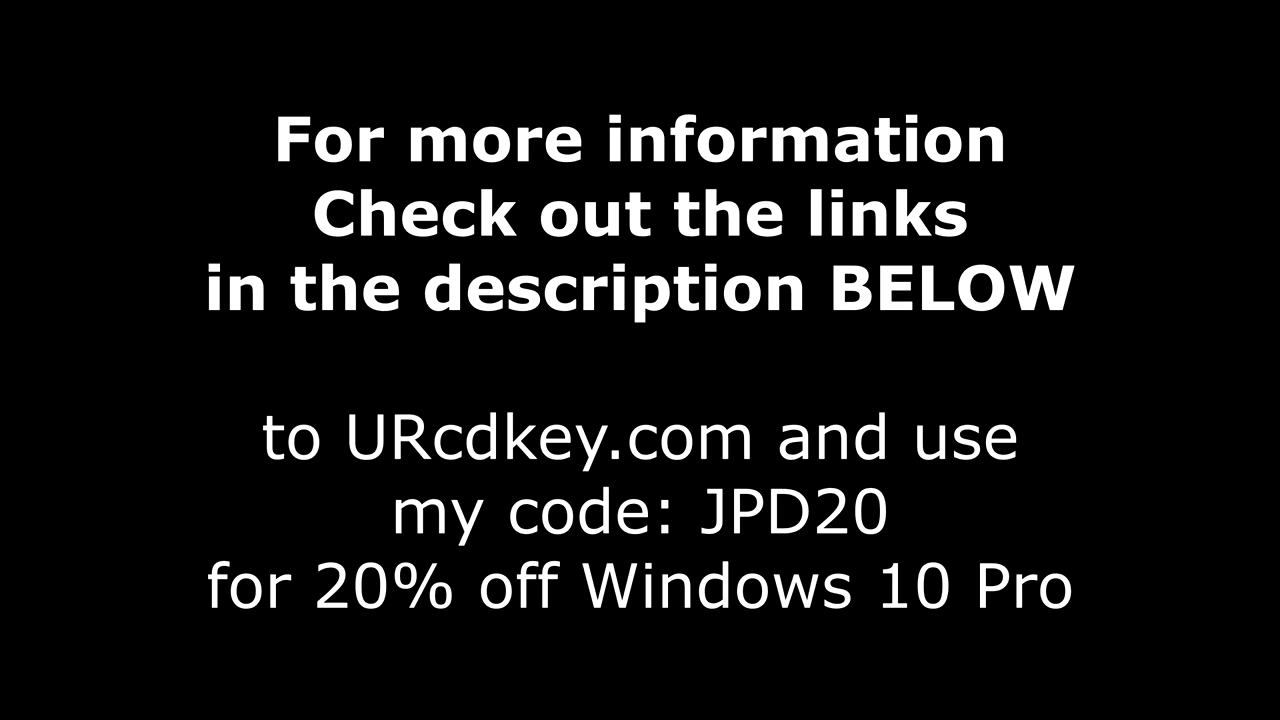 For more information
Check out the links
in the description BELOW
to URcdkey.com and use
my code: JPD20
for 20% off Windows 10 Pro